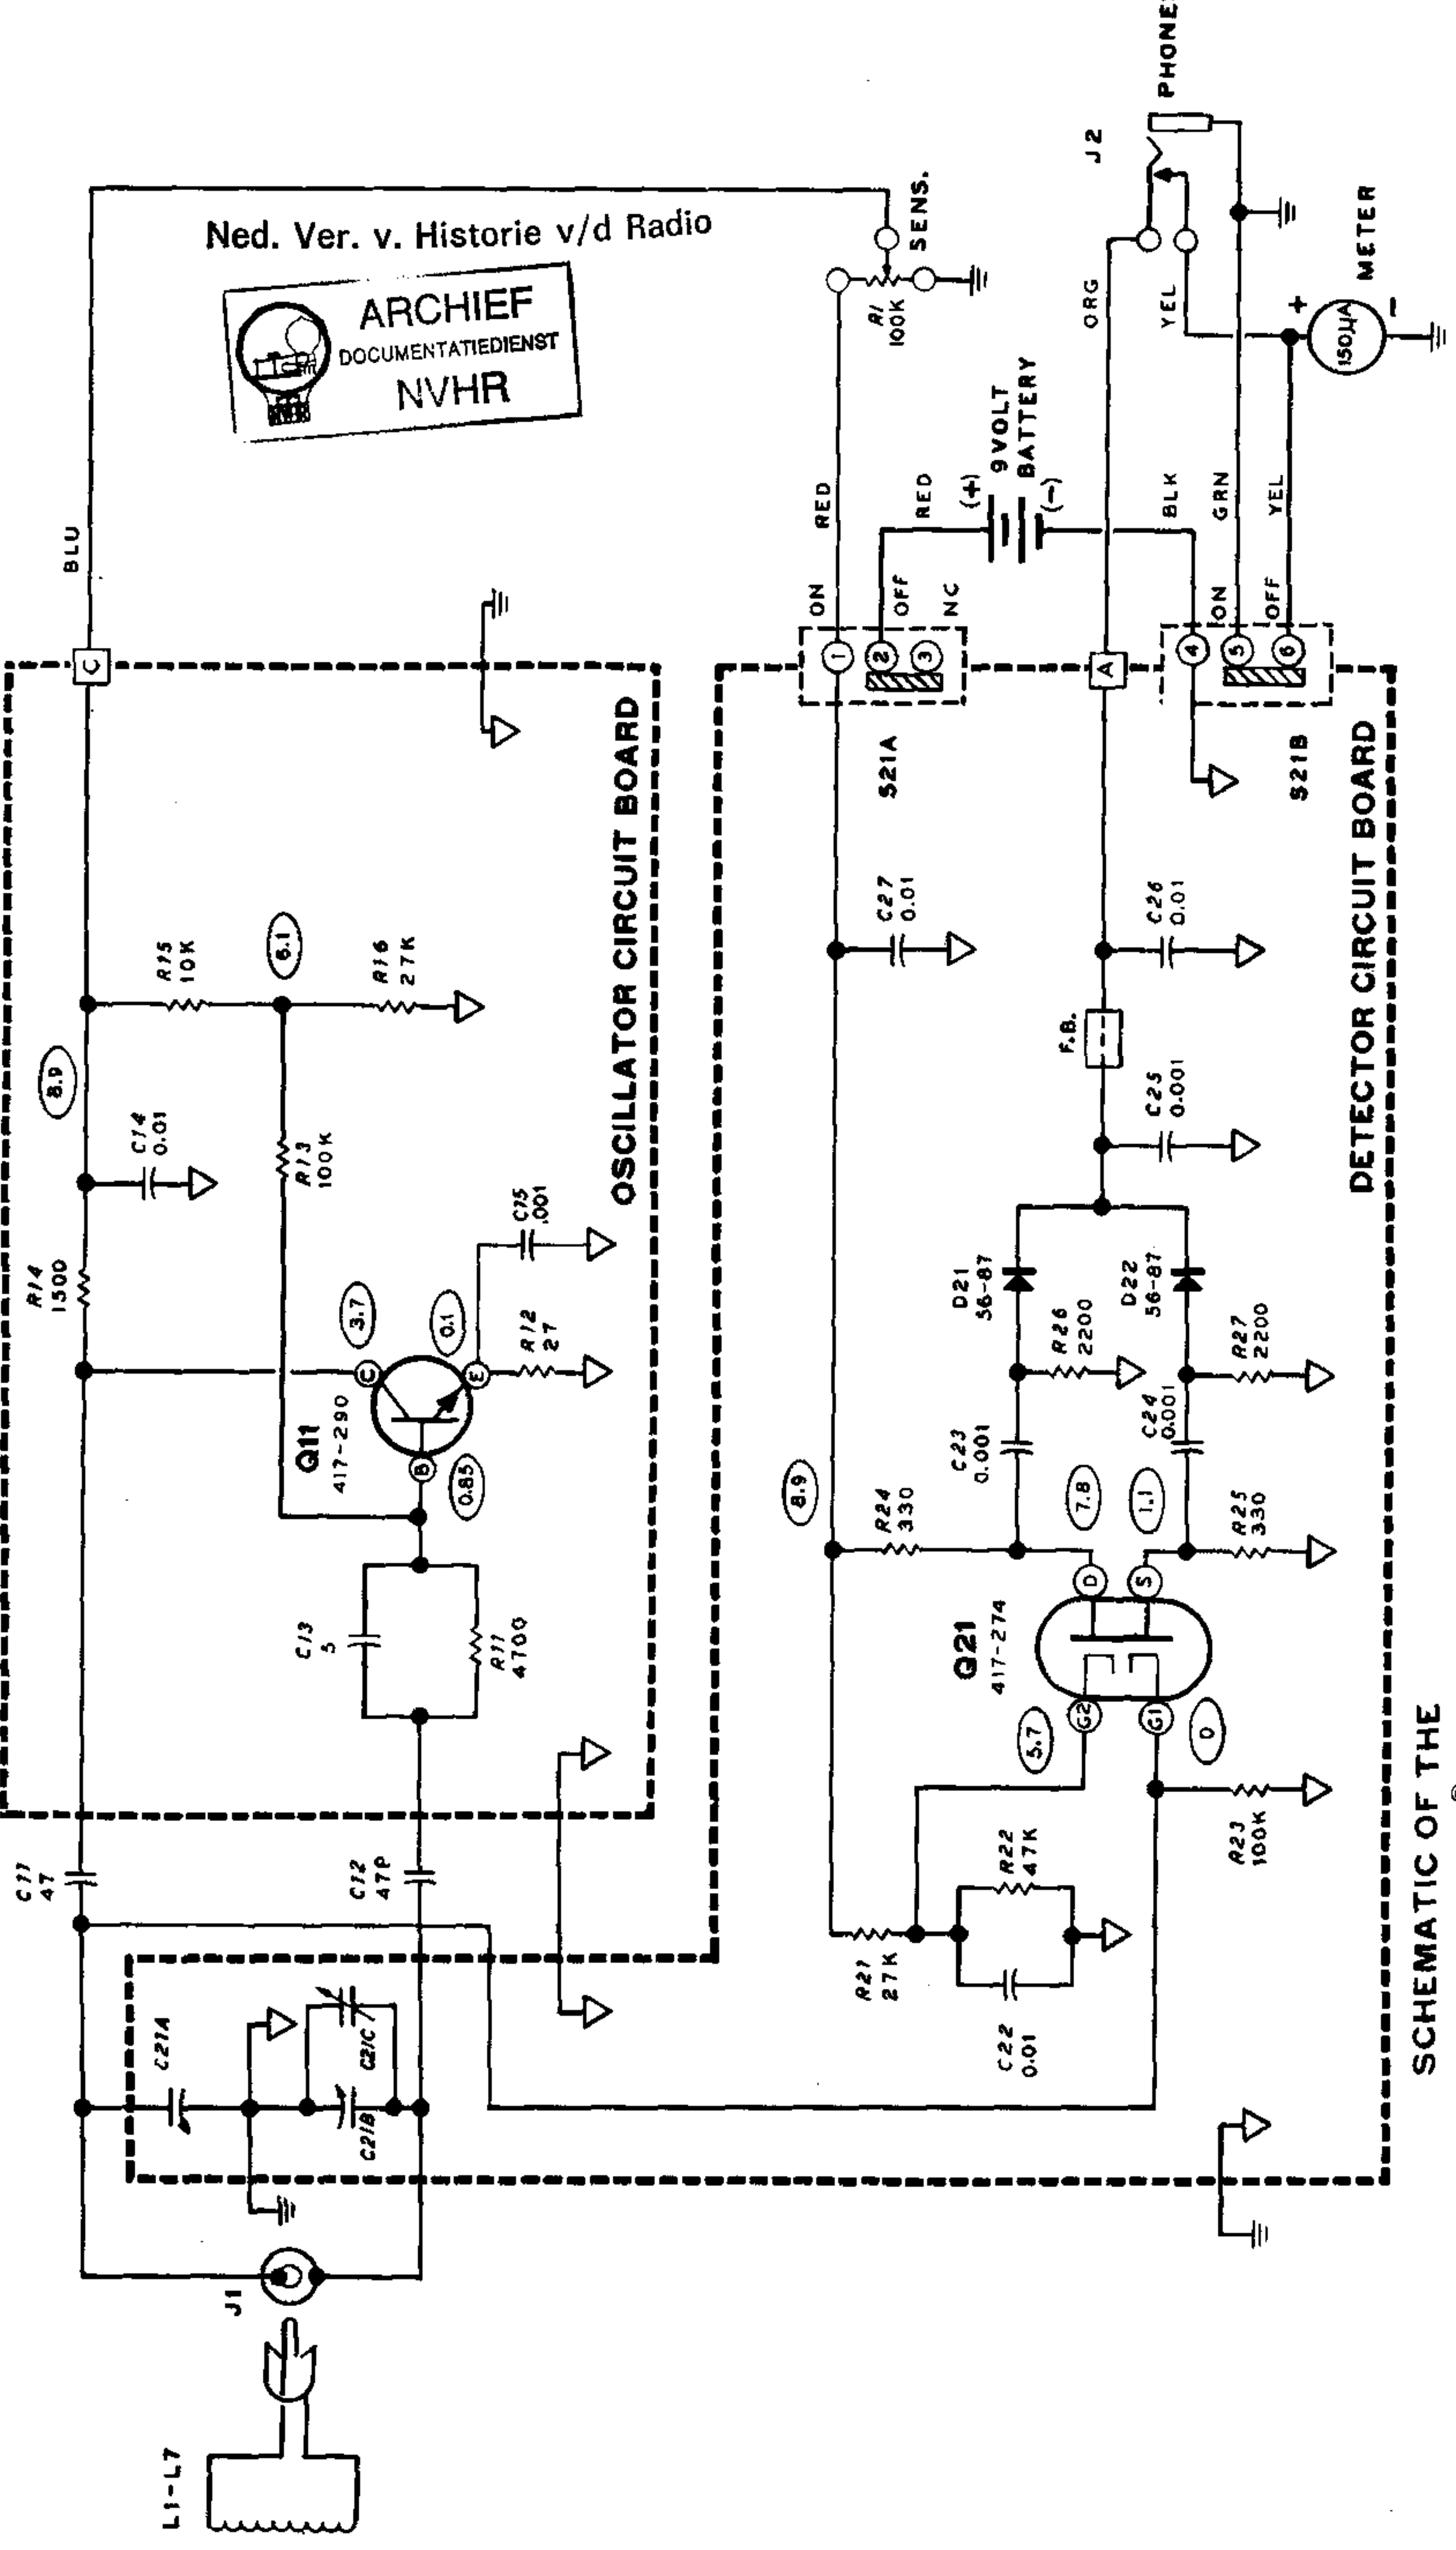 L1-L7
J1
C21A
C21B
C21C
C11
47
C12
47P
C13
5
R11
4700
Q11
417-290
B
0.85
C
3.7
E
0.1
R12
27
C15
.001
R14
1500
8.9
C14
0.01
R13
100K
R15
10K
6.1
R16
27K
OSCILLATOR CIRCUIT BOARD
C
BLU
Ned. Ver. v. Historie v/d Radio
ARCHIEF
DOCUMENTATIEDIENST
NVHR
R21
27K
C22
0.01
R22
47K
R23
100K
5.7
G2
G1
0
Q21
417-274
D
S
7.8
1.1
8.9
R24
330
R25
330
C23
0.001
C24
0.001
R26
2200
R27
2200
D21
56-87
D22
56-87
C25
0.001
F.B.
C26
0.01
C27
0.01
DETECTOR CIRCUIT BOARD
S21A
S21B
1
2
3
A
4
5
6
ON
OFF
NC
ON
OFF
RED
RED
BLK
GRN
YEL
(+)
9VOLT
BATTERY
(-)
R1
100K
SENS.
ORG
YEL
J2
PHONE
+
150µA
-
METER
SCHEMATIC OF THE